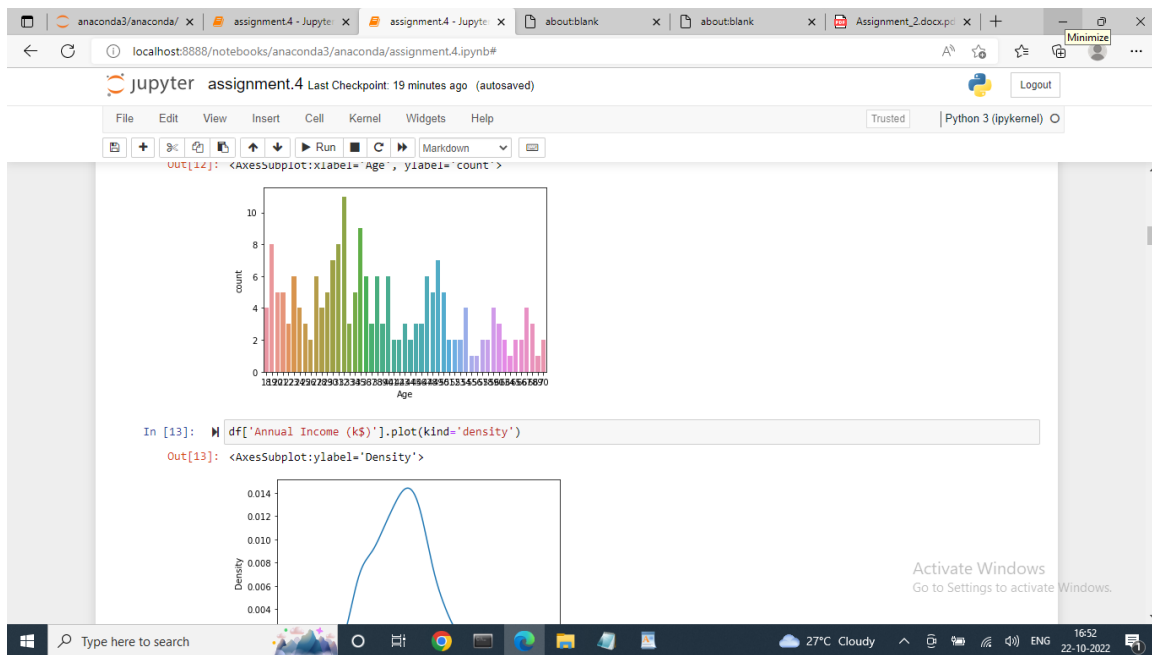 anaconda3/anaconda/
assignment.4 - Jupyte
assignment.4 - Jupyte
about:blank
about:blank
Assignment_2.docx.pd
Minimize
localhost:8888/notebooks/anaconda3/anaconda/assignment.4.ipynb#
jupyter assignment.4 Last Checkpoint: 19 minutes ago (autosaved)
Logout
File Edit View Insert Cell Kernel Widgets Help
Trusted Python 3 (ipykernel)
Run Markdown
Out[12]: <AxesSubplot:xlabel='Age', ylabel='count'>
10
8
6
4
2
0
count
Age
In [13]: df['Annual Income (k$)'].plot(kind='density')
Out[13]: <AxesSubplot:ylabel='Density'>
0.014
0.012
0.010
0.008
0.006
0.004
Density
Activate Windows
Go to Settings to activate Windows.
Type here to search
27°C Cloudy
ENG
16:52
22-10-2022
1